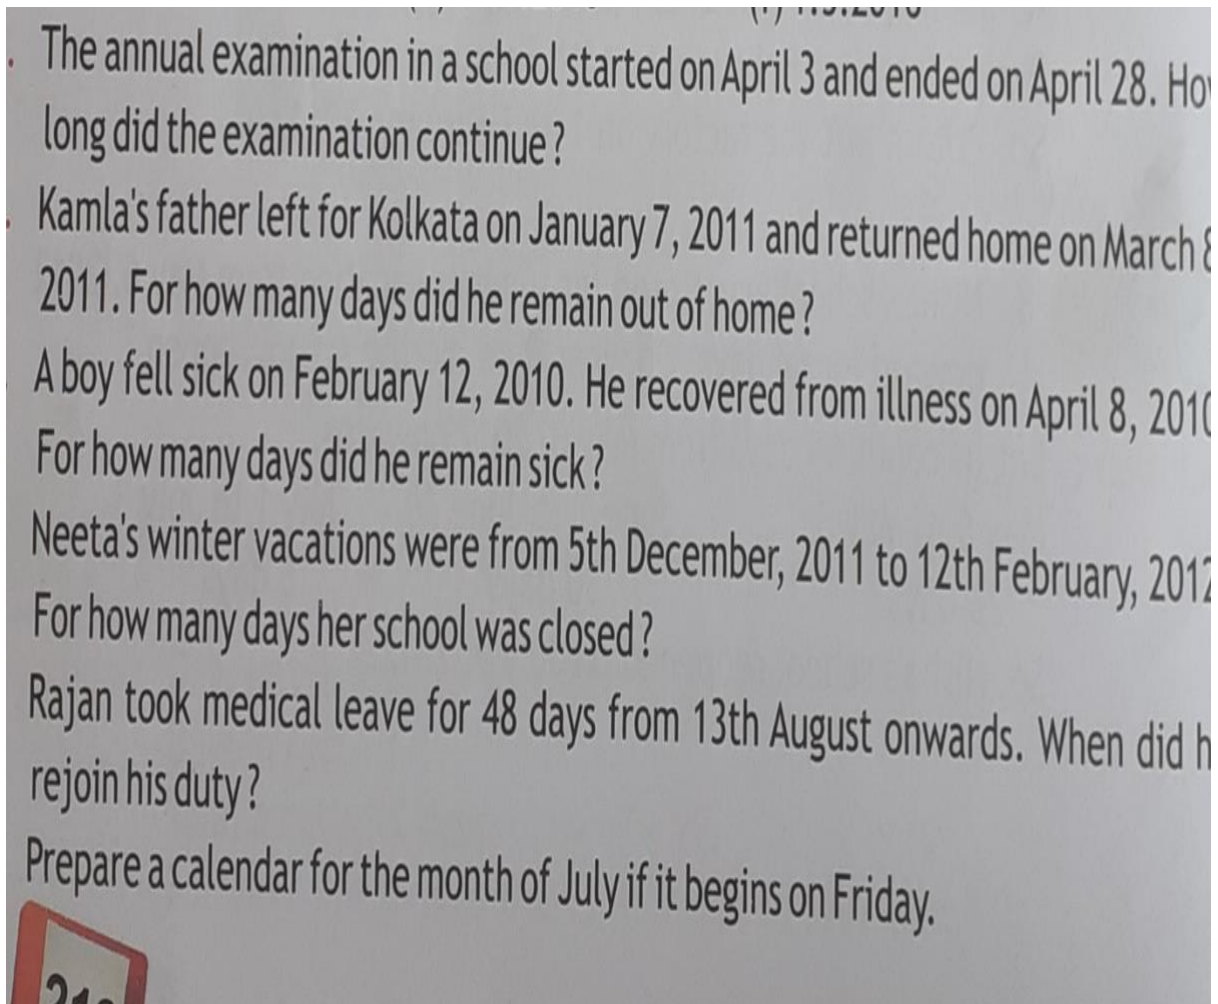 The annual examination in a school started on April 3 and ended on April 28. How
long did the examination continue?
Kamla's father left for Kolkata on January 7, 2011 and returned home on March 8
2011. For how many days did he remain out of home?
A boy fell sick on February 12, 2010. He recovered from illness on April 8, 2010
For how many days did he remain sick?
Neeta's winter vacations were from 5th December, 2011 to 12th February, 2012
For how many days her school was closed?
Rajan took medical leave for 48 days from 13th August onwards. When did h
rejoin his duty?
Prepare a calendar for the month of July if it begins on Friday.